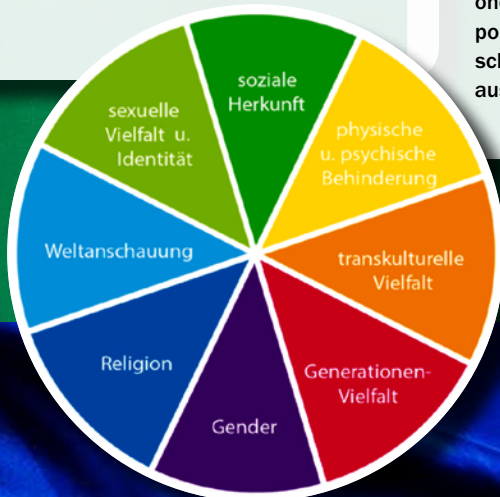 soziale
Herkunft
physische
u. psychische
Behinderung
transkulturelle
Vielfalt
Generationen-
Vielfalt
Gender
Religion
Weltanschauung
sexuelle
Vielfalt u.
Identität